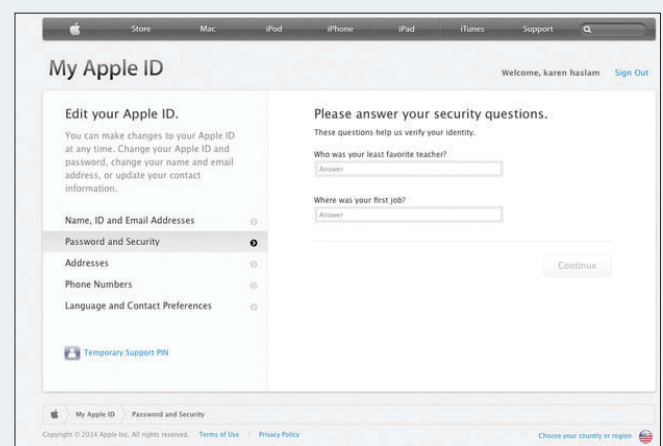 Store Mac iPod iPhone iPad iTunes Support
My Apple ID
Welcome, karen haslam Sign Out
Edit your Apple ID.
You can make changes to your Apple ID
at any time. Change your Apple ID and
password, change your name and email
address, or update your contact
information.
Name, ID and Email Addresses
Password and Security
Addresses
Phone Numbers
Language and Contact Preferences
Temporary Support PIN
Please answer your security questions.
These questions help us verify your identity.
Who was your least favorite teacher?
Answer
Where was your first job?
Answer
Continue
My Apple ID Password and Security
Copyright © 2014 Apple Inc. All rights reserved. Terms of Use Privacy Policy
Choose your country or region